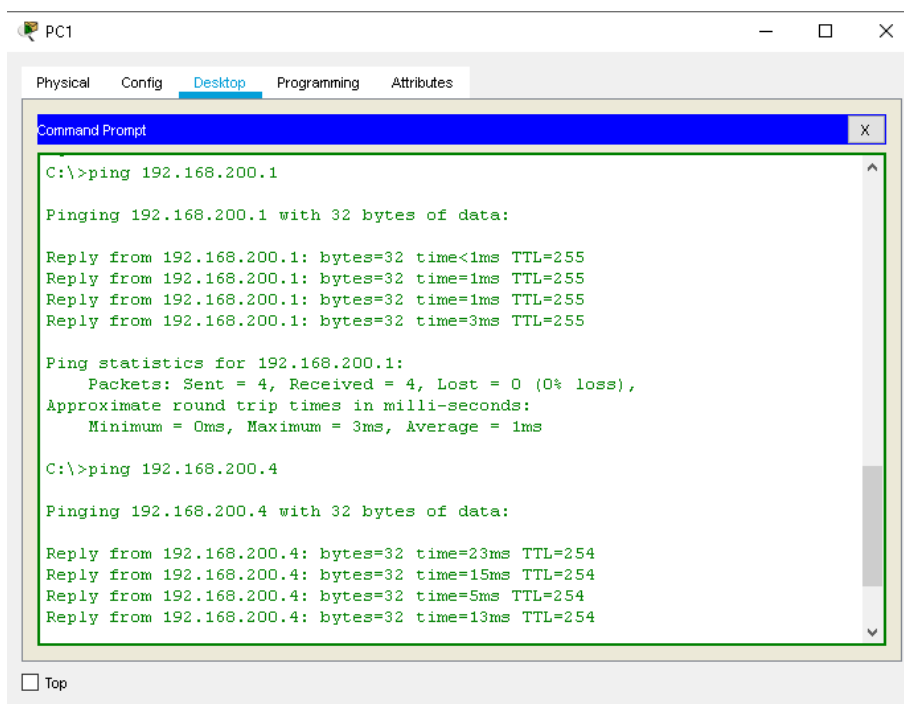 PC1
Physical Config Desktop Programming Attributes
Command Prompt X
C:\>ping 192.168.200.1
Pinging 192.168.200.1 with 32 bytes of data:
Reply from 192.168.200.1: bytes=32 time<1ms TTL=255
Reply from 192.168.200.1: bytes=32 time=1ms TTL=255
Reply from 192.168.200.1: bytes=32 time=1ms TTL=255
Reply from 192.168.200.1: bytes=32 time=3ms TTL=255
Ping statistics for 192.168.200.1:
Packets: Sent = 4, Received = 4, Lost = 0 (0% loss),
Approximate round trip times in milli-seconds:
Minimum = 0ms, Maximum = 3ms, Average = 1ms
C:\>ping 192.168.200.4
Pinging 192.168.200.4 with 32 bytes of data:
Reply from 192.168.200.4: bytes=32 time=23ms TTL=254
Reply from 192.168.200.4: bytes=32 time=15ms TTL=254
Reply from 192.168.200.4: bytes=32 time=5ms TTL=254
Reply from 192.168.200.4: bytes=32 time=13ms TTL=254
Top